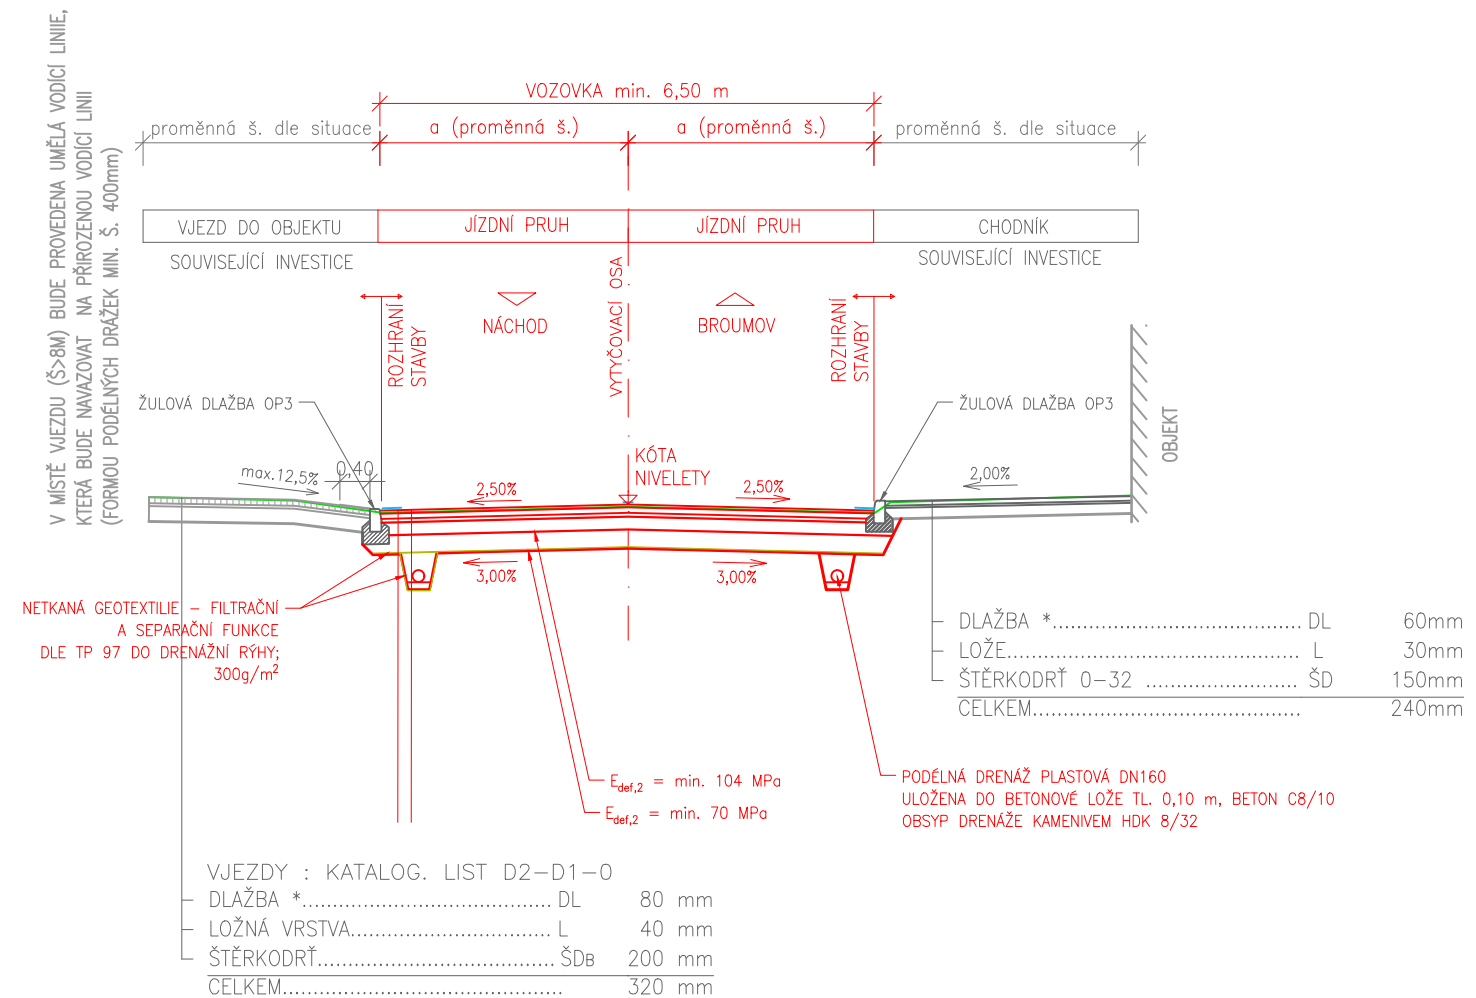 V MÍSTĚ VJEZDU (Š>8M) BUDE PROVEDENA UMĚLÁ VODÍCÍ LINIIE,
KTERÁ BUDE NAVAZOVAT NA PŘIROZENOU VODÍCÍ LINII
(FORMOU PODÉLNÝCH DRÁŽEK MIN. Š. 400mm)
VOZOVKA min. 6,50 m
proměnná š. dle situace
a (proměnná š.)
a (proměnná š.)
proměnná š. dle situace
VJEZD DO OBJEKTU
JÍZDNÍ PRUH
JÍZDNÍ PRUH
CHODNÍK
SOUVISEJÍCÍ INVESTICE
SOUVISEJÍCÍ INVESTICE
ROZHRANÍ
STAVBY
NÁCHOD
VYTYČOVACÍ OSA
BROUMOV
ROZHRANÍ
STAVBY
ŽULOVÁ DLAŽBA OP3
ŽULOVÁ DLAŽBA OP3
OBJEKT
max.12,5%
0,40
KÓTA
NIVELETY
2,50%
2,50%
2,00%
3,00%
3,00%
NETKANÁ GEOTEXTILIE – FILTRAČNÍ
A SEPARAČNÍ FUNKCE
DLE TP 97 DO DRENÁŽNÍ RÝHY;
300g/m²
DLAŽBA *.......................................... DL 60mm
LOŽE................................................. L 30mm
ŠTĚRKODRŤ 0–32 .......................... ŠD 150mm
CELKEM............................................. 240mm
Edef,2 = min. 104 MPa
Edef,2 = min. 70 MPa
PODÉLNÁ DRENÁŽ PLASTOVÁ DN160
ULOŽENA DO BETONOVÉ LOŽE TL. 0,10 m, BETON C8/10
OBSYP DRENÁŽE KAMENIVEM HDK 8/32
VJEZDY : KATALOG. LIST D2–D1–O
DLAŽBA *.......................................... DL 80 mm
LOŽNÁ VRSTVA.................................. L 40 mm
ŠTĚRKODRŤ........................................ ŠDB 200 mm
CELKEM............................................... 320 mm